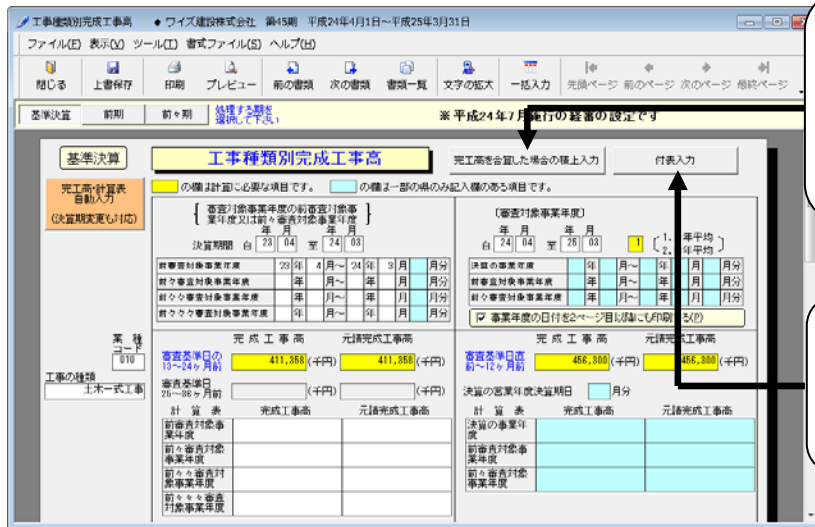 工事種類別完成工事高 ◆ ワイズ建設株式会社 第45期 平成24年4月1日～平成25年3月31日
ファイル(F) 表示(V) ツール(T) 書式ファイル(S) ヘルプ(H)
閉じる 上書保存 印刷 プレビュー 前の書類 次の書類 書類一覧 文字の拡大 一括入力 先頭ページ 前のページ 次のページ 最終ページ
基準決算 前期 前々期 処理する期を
選択して下さい
※平成24年7月施行の経審の設定です
基準決算 工事種類別完成工事高 完工高を合算した場合の積上入力 付表入力
完工高・計算表
自動入力
(決算期変更も対応)
の欄は計算に必要な項目です。 の欄は一部の県のみ記入欄のある項目です。
審査対象事業年度の前審査対象事
業年度又は前々審査対象事業年度
年 月 年 月
決算期間 自 23 04 至 24 03
前審査対象事業年度 23 年 4 月～ 24 年 3 月 月分
前々審査対象事業年度 年 月～ 年 月 月分
前々々審査対象事業年度 年 月～ 年 月 月分
前々々々審査対象事業年度 年 月～ 年 月 月分
〔審査対象事業年度〕
年 月 年 月
自 24 04 至 25 03 1 1. 年平均
2. 年平均
決算の事業年度 年 月～ 年 月 月分
前審査対象事業年度 年 月～ 年 月 月分
前々審査対象事業年度 年 月～ 年 月 月分
事業年度の日付を2ページ目以降にも印刷する(P)
業種
コード
010
工事の種類
土木一式工事
完成工事高 元請完成工事高
審査基準日の
13～24ヶ月前 411,358 (千円) 411,358 (千円)
審査基準日
25～36ヶ月前 (千円) (千円)
計算表 完成工事高 元請完成工事高
前審査対象事
業年度
前々審査対象
事業年度
前々々審査対
象事業年度
前々々々審査
対象事業年度
完成工事高 元請完成工事高
審査基準日直
前～12ヶ月前 456,300 (千円) 456,300 (千円)
決算の営業年度決算期日 月分
計算表 完成工事高 元請完成工事高
決算の事業年
度
前審査対象事
業年度
前々審査対象
事業年度